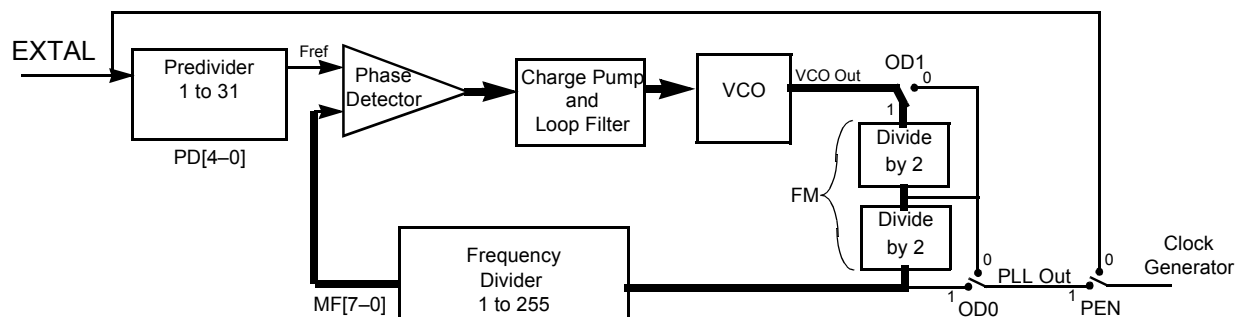 EXTAL
Predivider
1 to 31
PD[4–0]
Fref
Phase
Detector
Charge Pump
and
Loop Filter
VCO
VCO Out
OD1
0
1
Divide
by 2
FM
Divide
by 2
Frequency
Divider
1 to 255
MF[7–0]
0
1
OD0
PLL Out
0
1
PEN
Clock
Generator